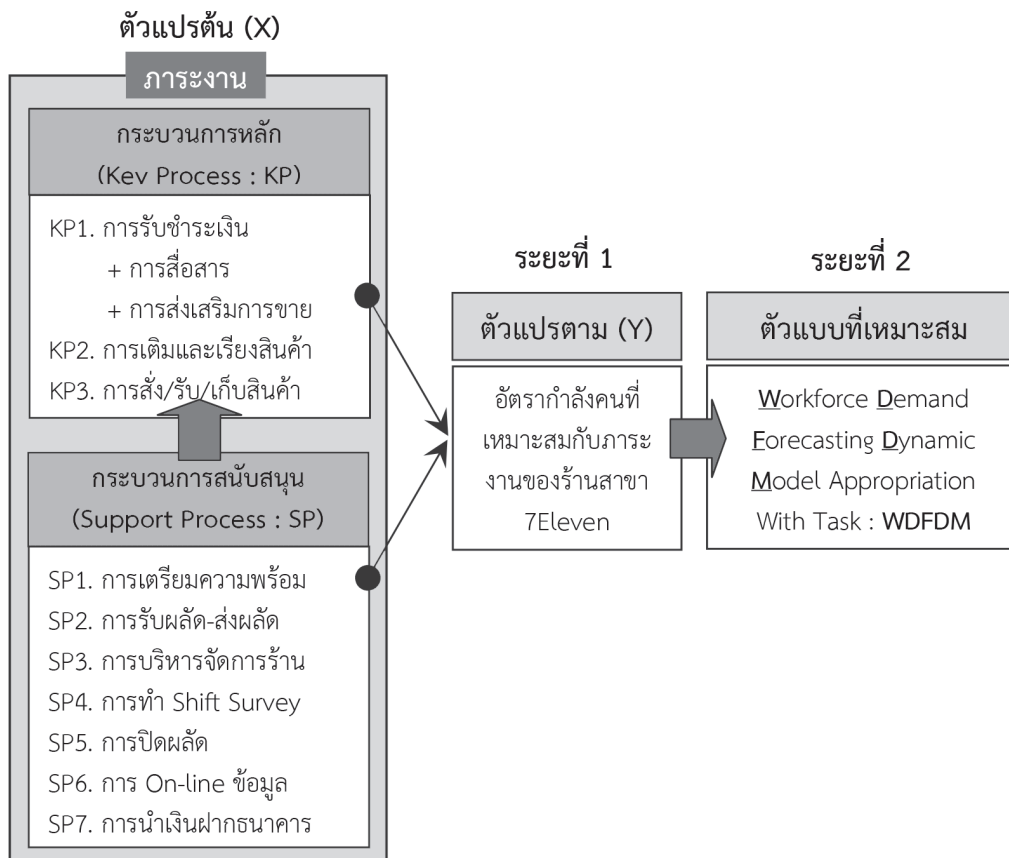 ตัวแปรต้น (X)
ภาระงาน
กระบวนการหลัก
(Kev Process : KP)
KP1. การรับชำระเงิน
+ การสื่อสาร
+ การส่งเสริมการขาย
KP2. การเติมและเรียงสินค้า
KP3. การสั่ง/รับ/เก็บสินค้า
กระบวนการสนับสนุน
(Support Process : SP)
SP1. การเตรียมความพร้อม
SP2. การรับผลัด-ส่งผลัด
SP3. การบริหารจัดการร้าน
SP4. การทำ Shift Survey
SP5. การปิดผลัด
SP6. การ On-line ข้อมูล
SP7. การนำเงินฝากธนาคาร
ระยะที่ 1
ตัวแปรตาม (Y)
อัตรากำลังคนที่
เหมาะสมกับภาระ
งานของร้านสาขา
7Eleven
ระยะที่ 2
ตัวแบบที่เหมาะสม
Workforce Demand
Forecasting Dynamic
Model Appropriation
With Task : WDFDM